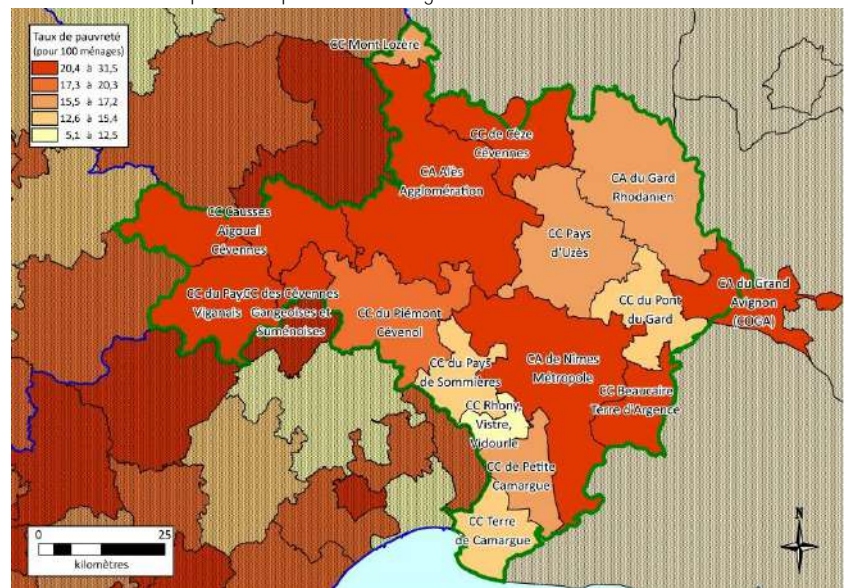 Taux de pauvreté
(pour 100 ménages)
20,4 à 31,5
17,3 à 20,3
15,5 à 17,2
12,6 à 15,4
5,1 à 12,5
CC Mont Lozère
CC de Cèze
Cévennes
CA Alès
Agglomération
CA du Gard
Rhodanien
CC Causses
Aigoual
Cévennes
CC Pays
d'Uzès
CC du Pays
Viganais
CC des Cévennes
Gangeoises et
Suménoises
CC du Piémont
Cévenol
CC du Pont
du Gard
CA du Grand
Avignon
(COGA)
CC du Pays
de Sommières
CA de Nîmes
Métropole
CC Beaucaire
Terre d'Argence
CC Rhony,
Vistre,
Vidourle
CC de Petite
Camargue
CC Terre
de Camargue
0 25
kilomètres
N